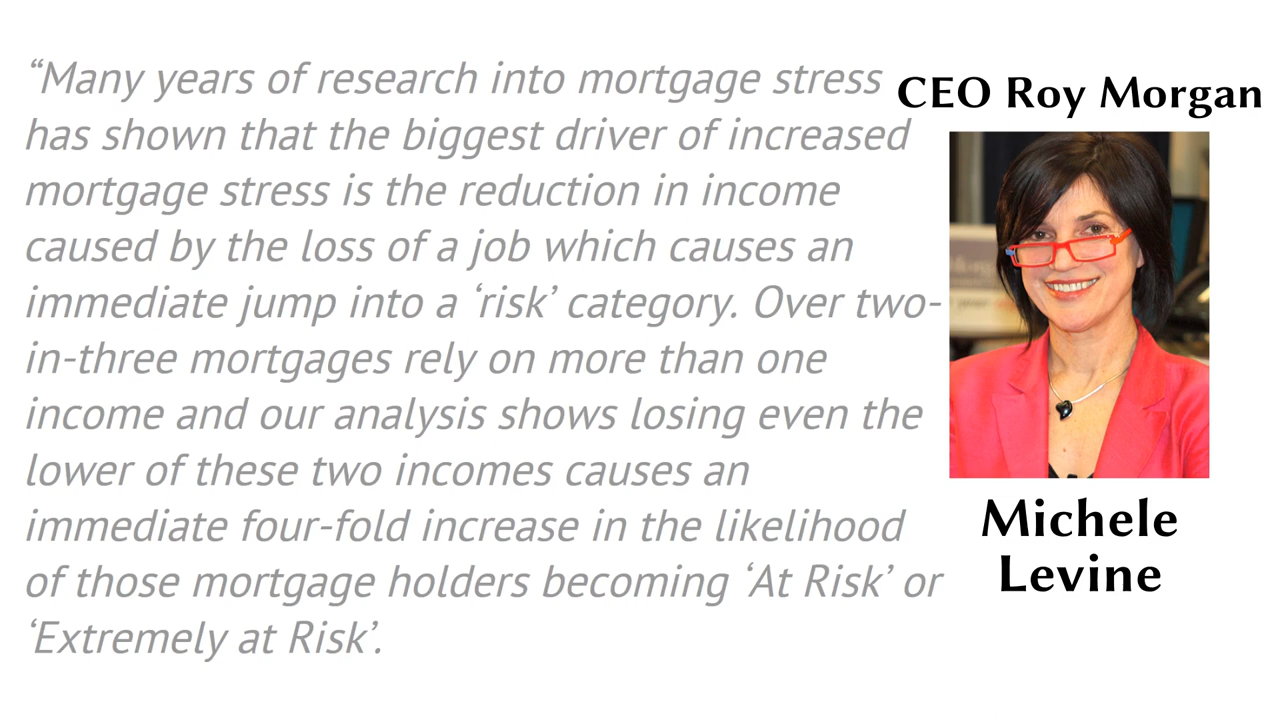 “Many years of research into mortgage stress
has shown that the biggest driver of increased
mortgage stress is the reduction in income
caused by the loss of a job which causes an
immediate jump into a ‘risk’ category. Over two-
in-three mortgages rely on more than one
income and our analysis shows losing even the
lower of these two incomes causes an
immediate four-fold increase in the likelihood
of those mortgage holders becoming ‘At Risk’ or
‘Extremely at Risk’.
CEO Roy Morgan
Michele
Levine